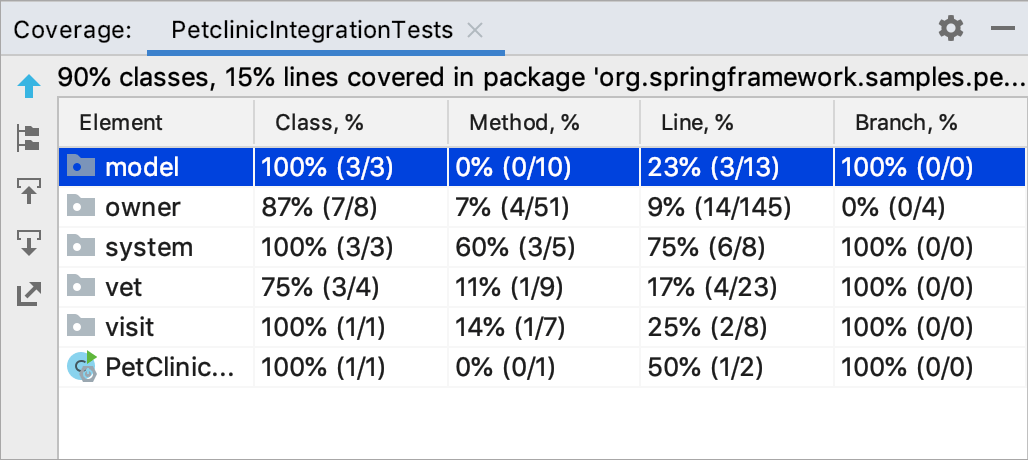 Coverage: PetclinicIntegrationTests
90% classes, 15% lines covered in package 'org.springframework.samples.pe...
Element Class, % Method, % Line, % Branch, %
model 100% (3/3) 0% (0/10) 23% (3/13) 100% (0/0)
owner 87% (7/8) 7% (4/51) 9% (14/145) 0% (0/4)
system 100% (3/3) 60% (3/5) 75% (6/8) 100% (0/0)
vet 75% (3/4) 11% (1/9) 17% (4/23) 100% (0/0)
visit 100% (1/1) 14% (1/7) 25% (2/8) 100% (0/0)
PetClinic... 100% (1/1) 0% (0/1) 50% (1/2) 100% (0/0)